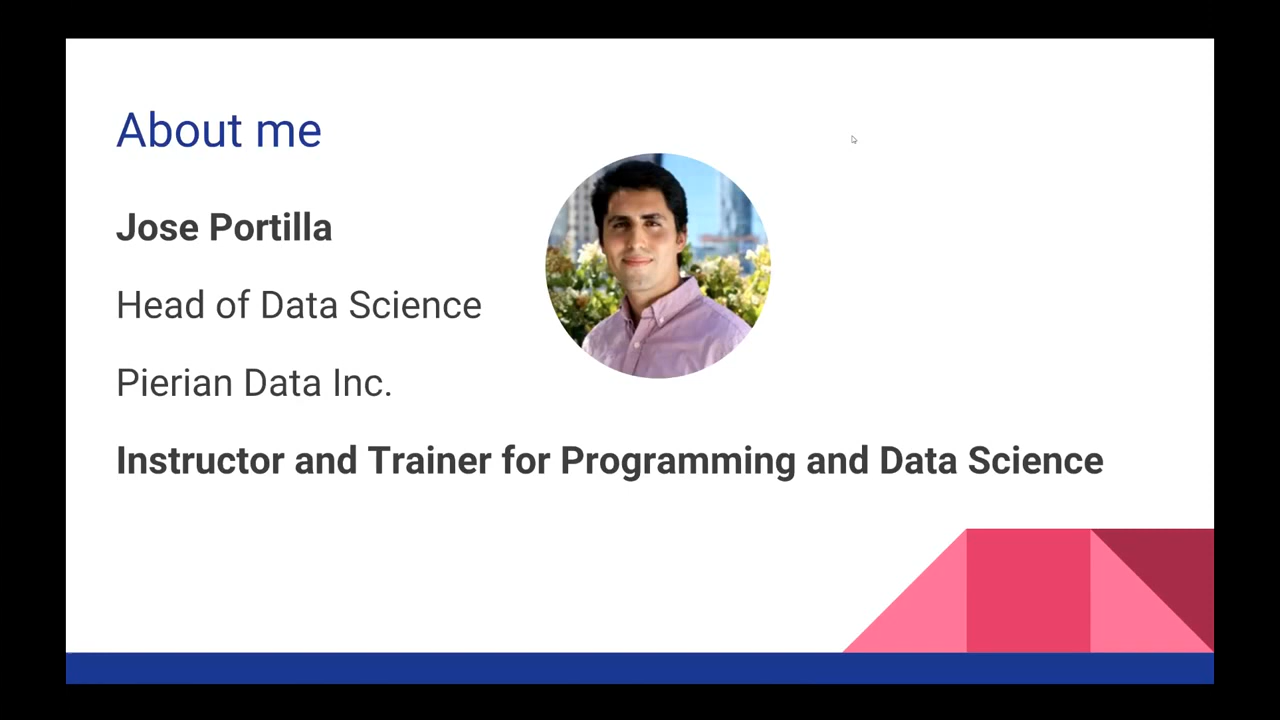 About me
Jose Portilla
Head of Data Science
Pierian Data Inc.
Instructor and Trainer for Programming and Data Science